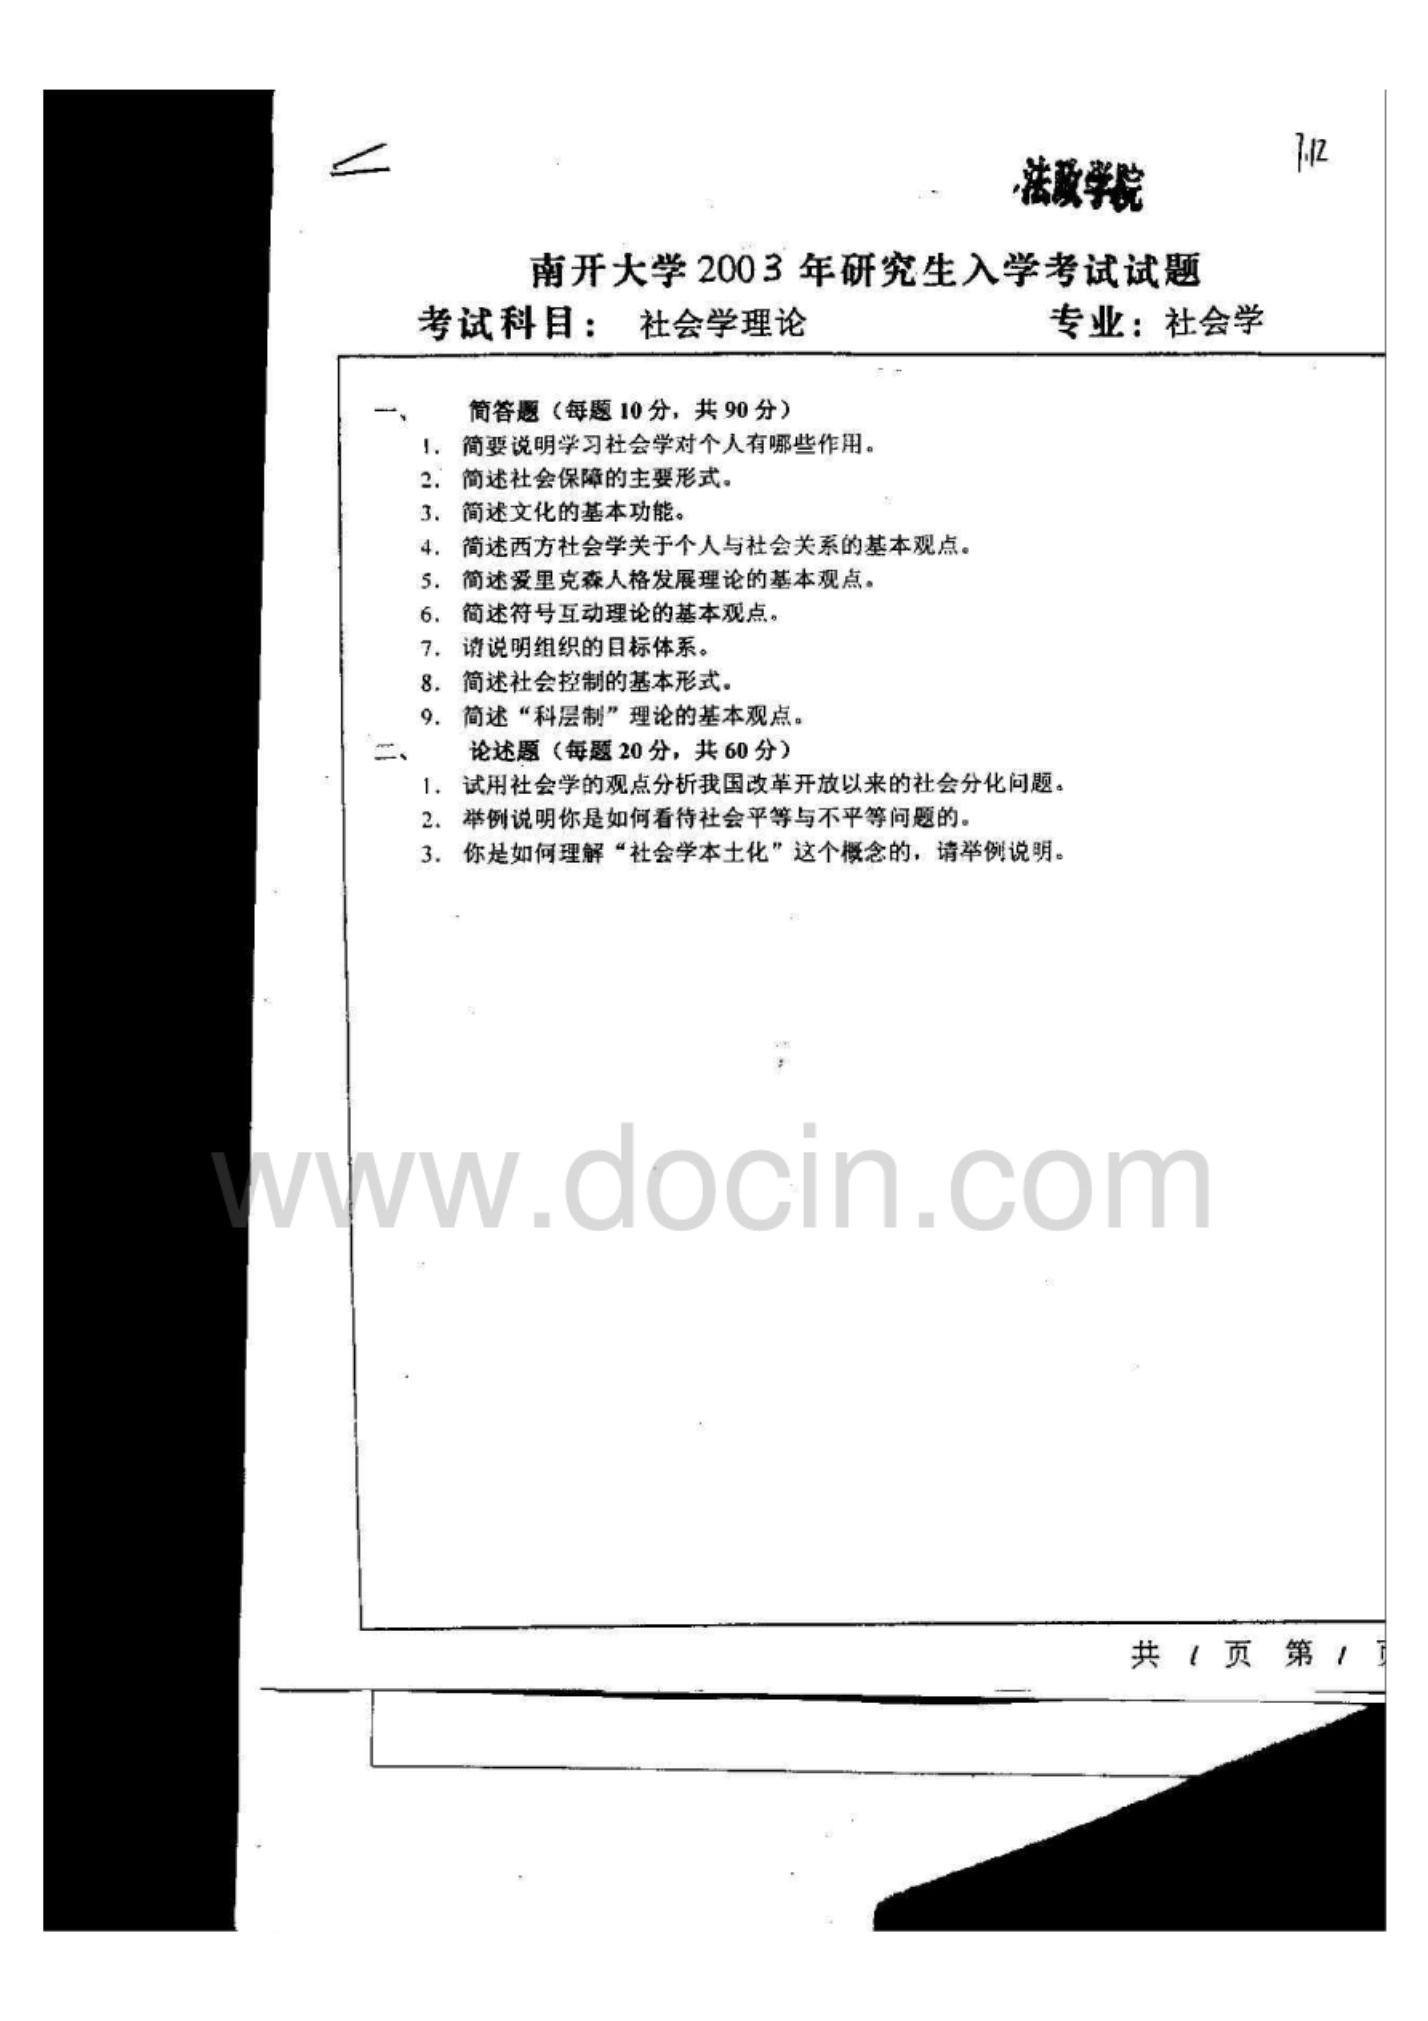 7.12
法政学院
南开大学2003年研究生入学考试试题
考试科目： 社会学理论 专业：社会学
一、 简答题（每题10分，共90分）
1. 简要说明学习社会学对个人有哪些作用。
2. 简述社会保障的主要形式。
3. 简述文化的基本功能。
4. 简述西方社会学关于个人与社会关系的基本观点。
5. 简述爱里克森人格发展理论的基本观点。
6. 简述符号互动理论的基本观点。
7. 请说明组织的目标体系。
8. 简述社会控制的基本形式。
9. 简述“科层制”理论的基本观点。
二、 论述题（每题20分，共60分）
1. 试用社会学的观点分析我国改革开放以来的社会分化问题。
2. 举例说明你是如何看待社会平等与不平等问题的。
3. 你是如何理解“社会学本土化”这个概念的，请举例说明。
www.docin.com
共 1 页 第 1 页